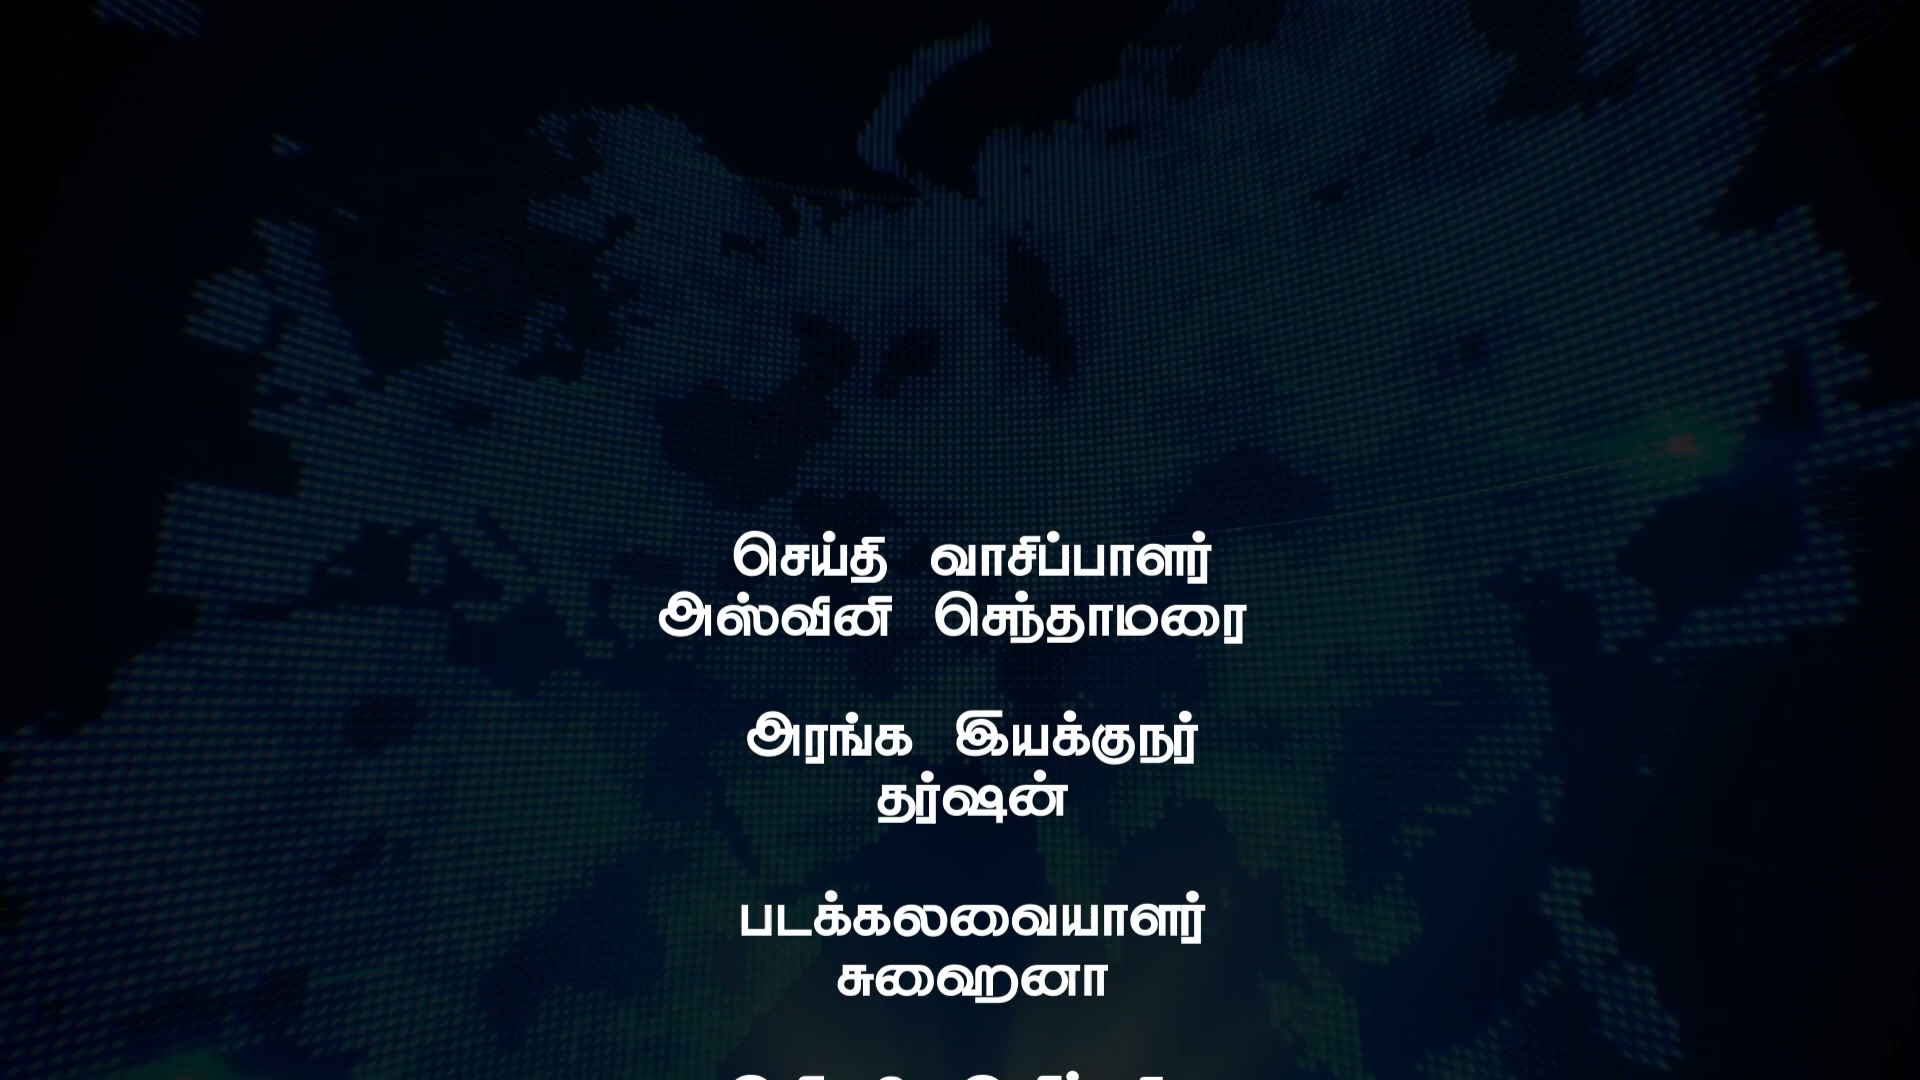 செய்தி வாசிப்பாளர்
அஸ்வினி செந்தாமரை
அரங்க இயக்குநர்
தர்ஷன்
படக்கலவையாளர்
சுஹைனா